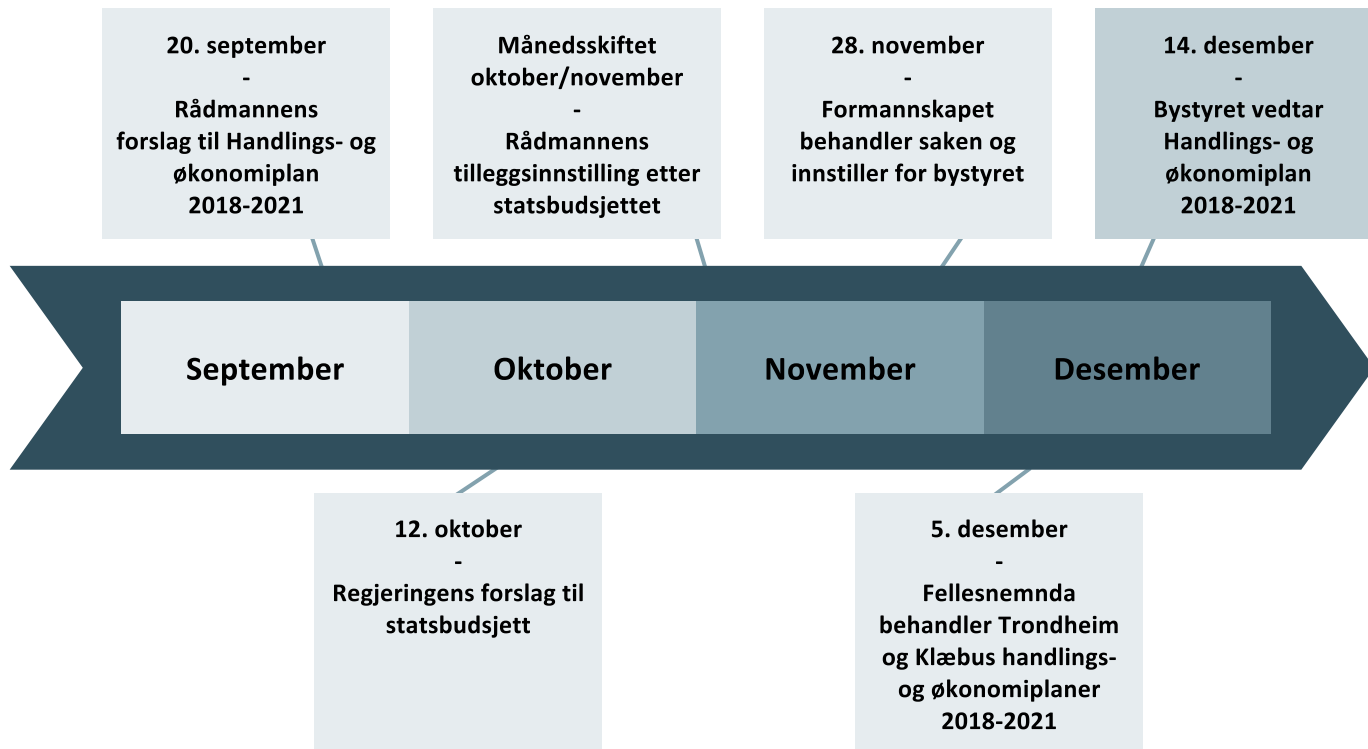 20. september
-
Rådmannens
forslag til Handlings- og
økonomiplan
2018-2021
Månedsskiftet
oktober/november
-
Rådmannens
tilleggsinnstilling etter
statsbudsjettet
28. november
-
Formannskapet
behandler saken og
innstiller for bystyret
14. desember
-
Bystyret vedtar
Handlings- og
økonomiplan
2018-2021
September
Oktober
November
Desember
12. oktober
-
Regjeringens forslag til
statsbudsjett
5. desember
-
Fellesnemnda
behandler Trondheim
og Klæbus handlings-
og økonomiplaner
2018-2021